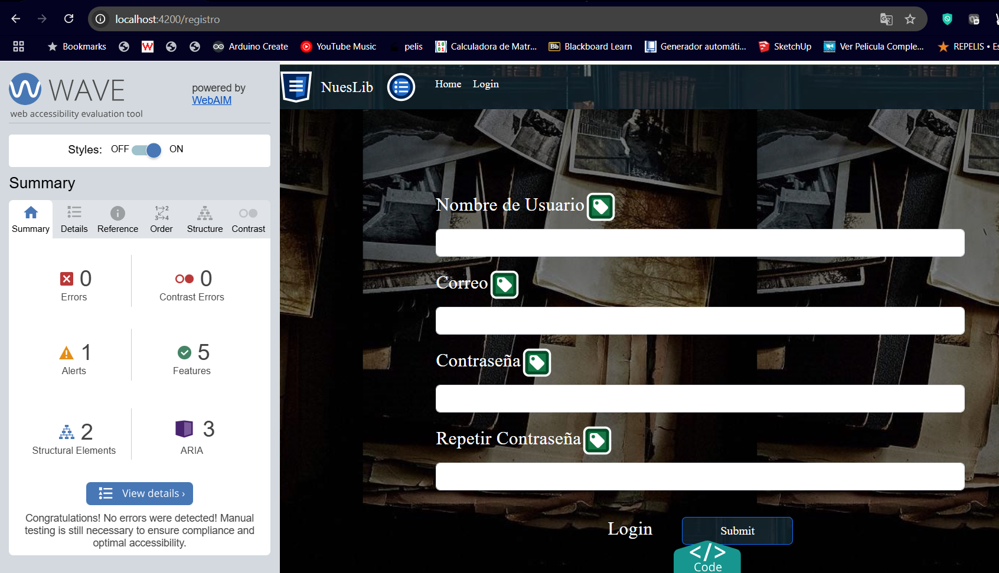 localhost:4200/registro
Bookmarks
Arduino Create
YouTube Music
pelis
Calculadora de Matr...
Bb Blackboard Learn
Generador automáti...
SketchUp
Ver Pelicula Comple...
REPELIS • Es
WAVE
web accessibility evaluation tool
powered by
WebAIM
Styles: OFF ON
Summary
Summary
Details
Reference
Order
Structure
Contrast
0
Errors
0
Contrast Errors
1
Alerts
5
Features
2
Structural Elements
3
ARIA
View details ›
Congratulations! No errors were detected! Manual
testing is still necessary to ensure compliance and
optimal accessibility.
NuesLib
Home
Login
Nombre de Usuario
Correo
Contraseña
Repetir Contraseña
Login
Submit
</>
Code